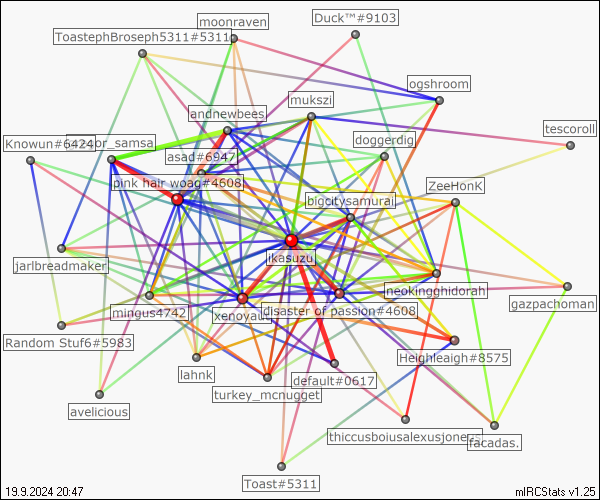 moonraven
Duck™#9103
ToastephBroseph5311#5311
ogshroom
mukszi
andnewbees
tescoroll
Knowun#6424
or_samsa
doggerdig
asad#6947
pink hair woag#4608
ZeeHonK
bigcitysamurai
ikasuzu
jarlbreadmaker
neokingghidorah
gazpachoman
mingus4742
disaster of passion#4608
Random Stuf6#5983
Heighleaigh#8575
lahnk
default#0617
turkey_mcnugget
avelicious
facadas.
Toast#5311
19.9.2024 20:47
mIRCStats v1.25